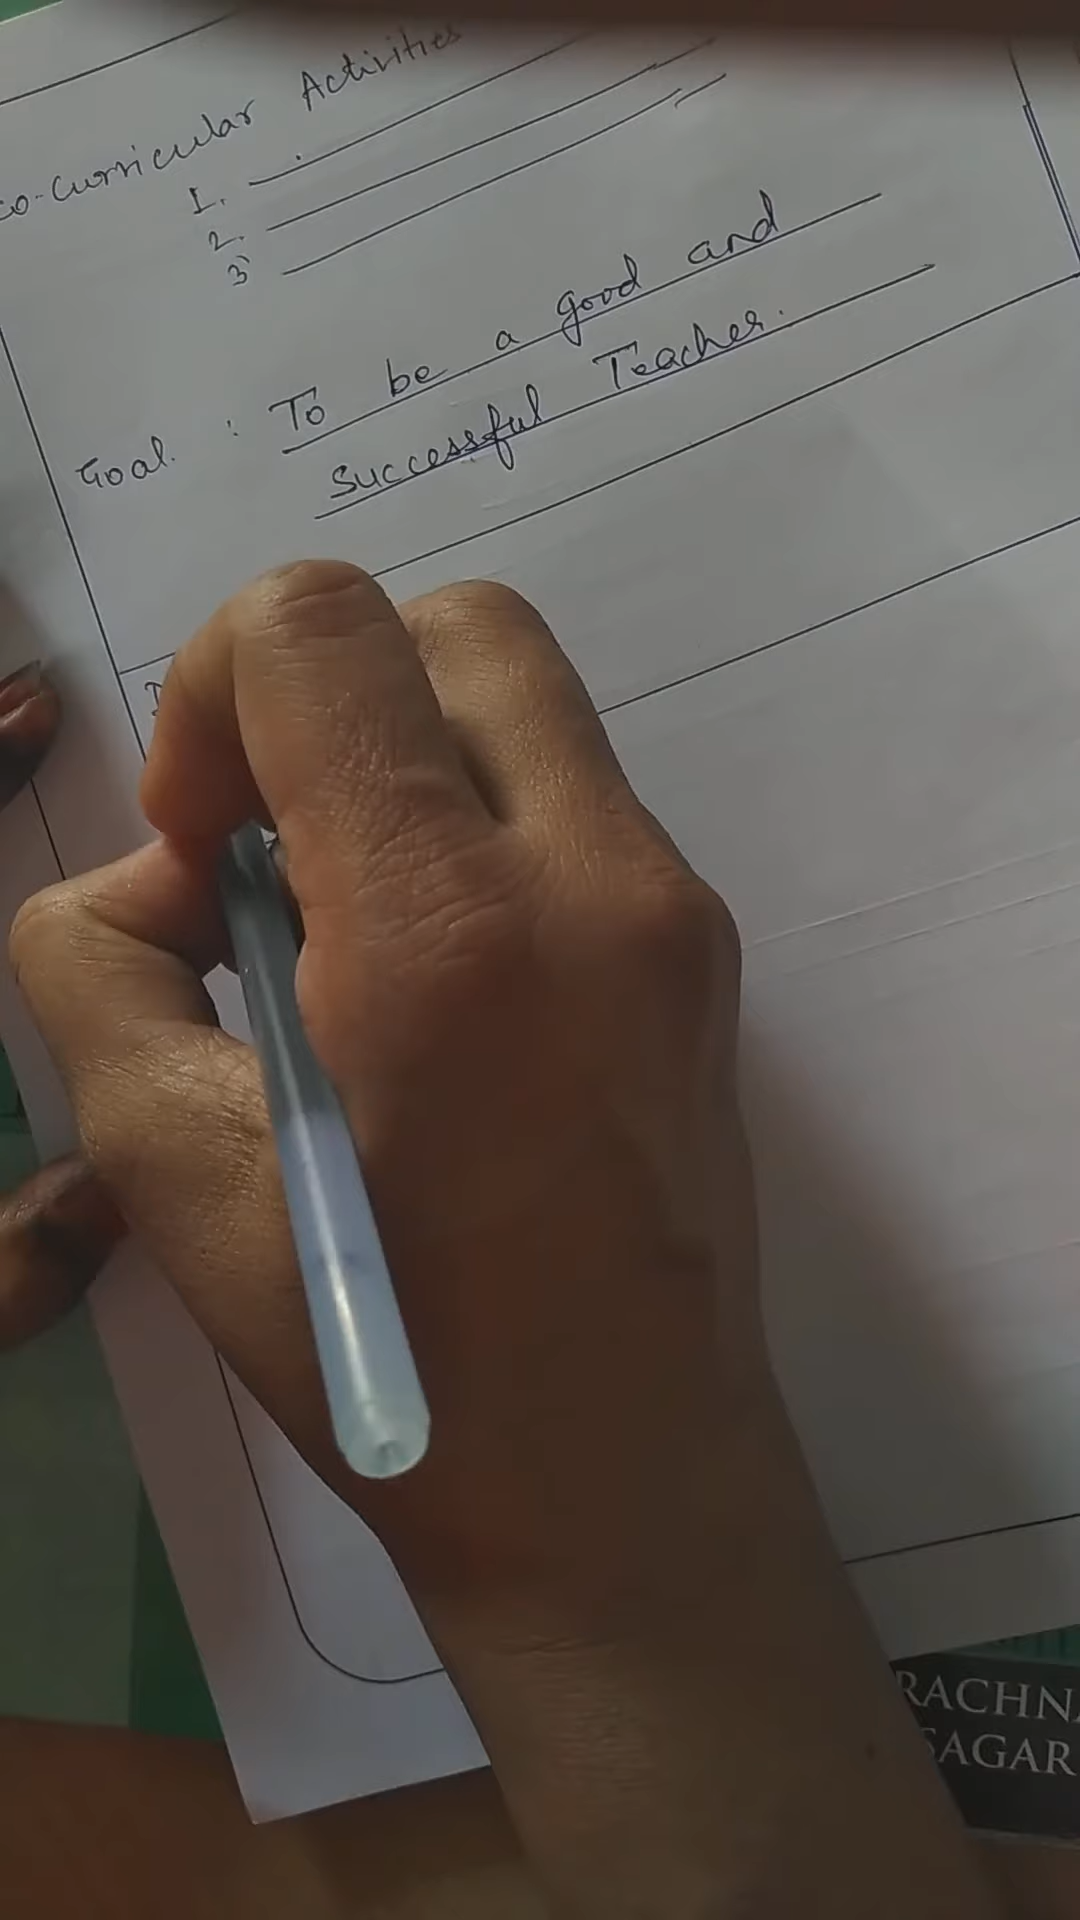 Co-Curricular Activities
1.
2.
3
Goal. : To be a good and
Successful Teacher.
RACHNA
SAGAR